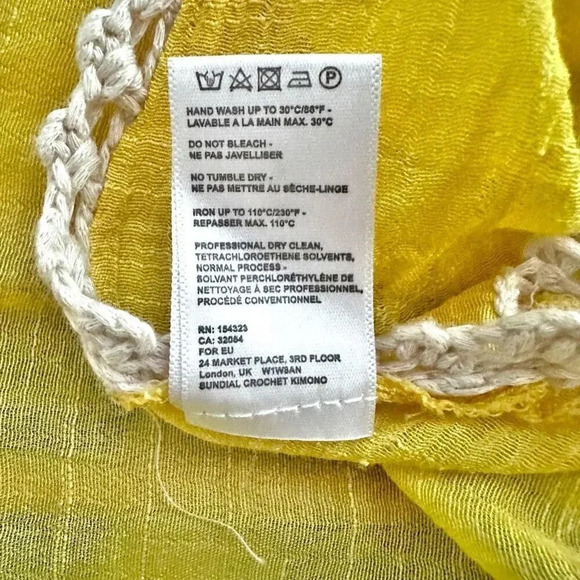 HAND WASH UP TO 30°C/86°F -
LAVABLE A LA MAIN MAX. 30°C
DO NOT BLEACH -
NE PAS JAVELLISER
NO TUMBLE DRY -
NE PAS METTRE AU SÈCHE-LINGE
IRON UP TO 110°C/230°F -
REPASSER MAX. 110°C
PROFESSIONAL DRY CLEAN,
TETRACHLOROETHENE SOLVENTS,
NORMAL PROCESS -
SOLVANT PERCHLORÉTHYLÈNE DE
NETTOYAGE À SEC PROFESSIONNEL,
PROCÉDÉ CONVENTIONNEL
RN: 154323
CA: 32084
FOR EU
24 MARKET PLACE, 3RD FLOOR
London, UK W1W8AN
SUNDIAL CROCHET KIMONO